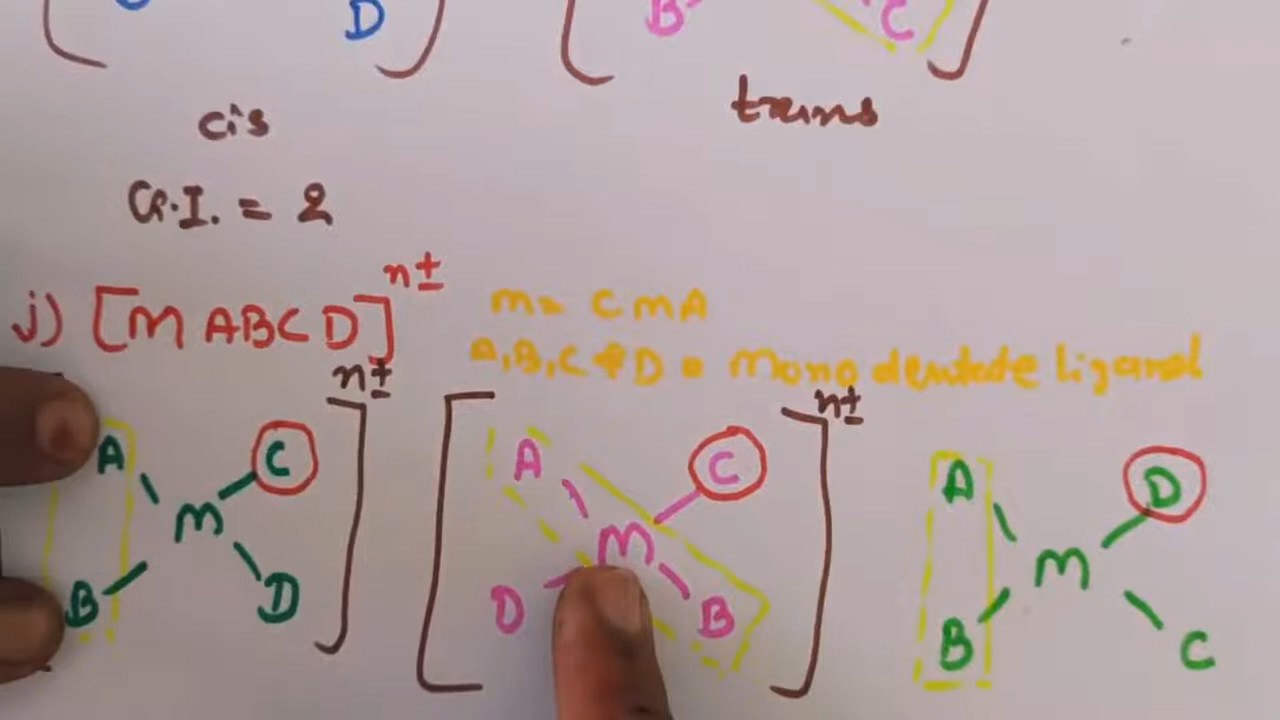 D B C
cis trans
G.I. = 2
j) [M ABCD]n± m = CMA
A, B, C & D = Mono dentate Ligand
n± n±
A C A C A D
M M M
B D D B B C